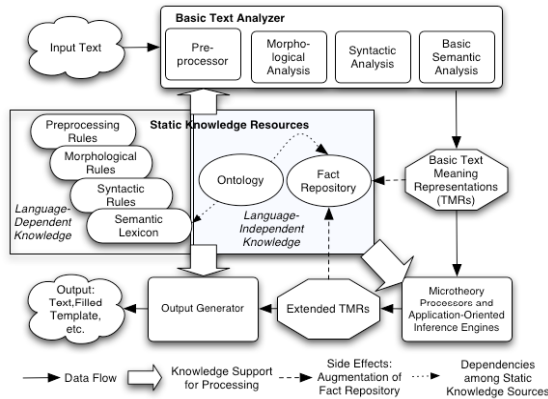 Basic Text Analyzer
Input Text
Pre-
processor
Morpho-
logical
Analysis
Syntactic
Analysis
Basic
Semantic
Analysis
Static Knowledge Resources
Preprocessing
Rules
Morphological
Rules
Syntactic
Rules
Semantic
Lexicon
Language-
Dependent
Knowledge
Ontology
Fact
Repository
Language-
Independent
Knowledge
Basic Text
Meaning
Representations
(TMRs)
Output:
Text,Filled
Template,
etc.
Output Generator
Extended TMRs
Microtheory
Processors and
Application-Oriented
Inference Engines
Data Flow
Knowledge Support
for Processing
Side Effects:
Augmentation of
Fact Repository
Dependencies
among Static
Knowledge Sources